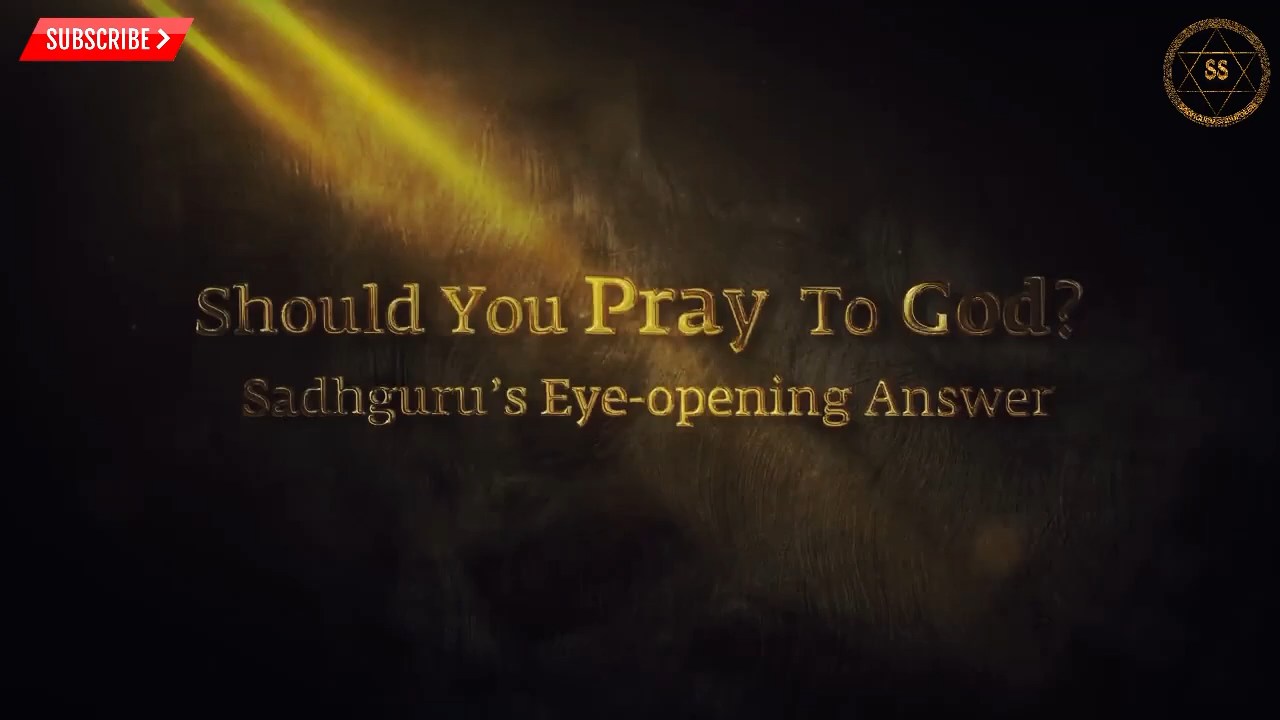 SUBSCRIBE
SS
Should You Pray To God?
Sadhguru's Eye-opening Answer